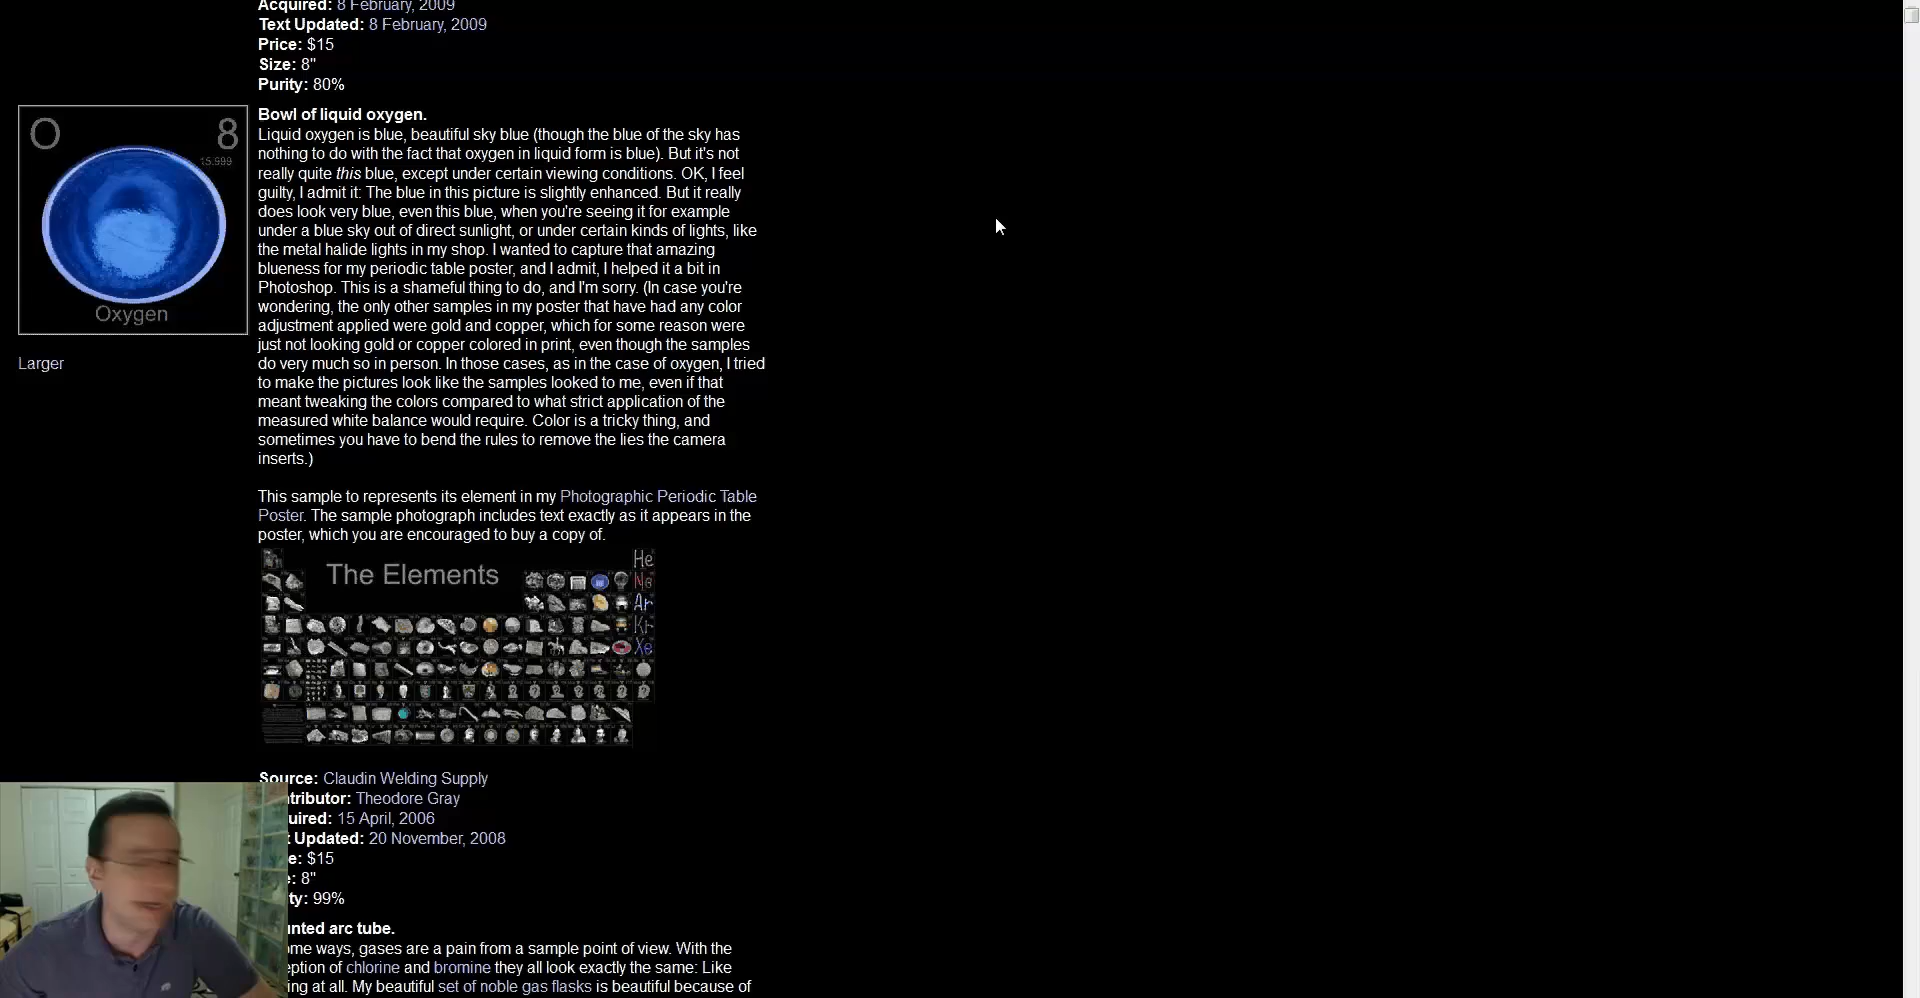 Acquired: 8 February, 2009
Text Updated: 8 February, 2009
Price: $15
Size: 8"
Purity: 80%
O 8
15.999
Oxygen
Larger
Bowl of liquid oxygen.
Liquid oxygen is blue, beautiful sky blue (though the blue of the sky has
nothing to do with the fact that oxygen in liquid form is blue). But it's not
really quite this blue, except under certain viewing conditions. OK, I feel
guilty, I admit it: The blue in this picture is slightly enhanced. But it really
does look very blue, even this blue, when you're seeing it for example
under a blue sky out of direct sunlight, or under certain kinds of lights, like
the metal halide lights in my shop. I wanted to capture that amazing
blueness for my periodic table poster, and I admit, I helped it a bit in
Photoshop. This is a shameful thing to do, and I'm sorry. (In case you're
wondering, the only other samples in my poster that have had any color
adjustment applied were gold and copper, which for some reason were
just not looking gold or copper colored in print, even though the samples
do very much so in person. In those cases, as in the case of oxygen, I tried
to make the pictures look like the samples looked to me, even if that
meant tweaking the colors compared to what strict application of the
measured white balance would require. Color is a tricky thing, and
sometimes you have to bend the rules to remove the lies the camera
inserts.)
This sample to represents its element in my Photographic Periodic Table
Poster. The sample photograph includes text exactly as it appears in the
poster, which you are encouraged to buy a copy of.
The Elements
He
Ne
Ar
Kr
Xe
Source: Claudin Welding Supply
tributor: Theodore Gray
uired: 15 April, 2006
t Updated: 20 November, 2008
e: $15
: 8"
ty: 99%
unted arc tube.
ome ways, gases are a pain from a sample point of view. With the
eption of chlorine and bromine they all look exactly the same: Like
ing at all. My beautiful set of noble gas flasks is beautiful because of